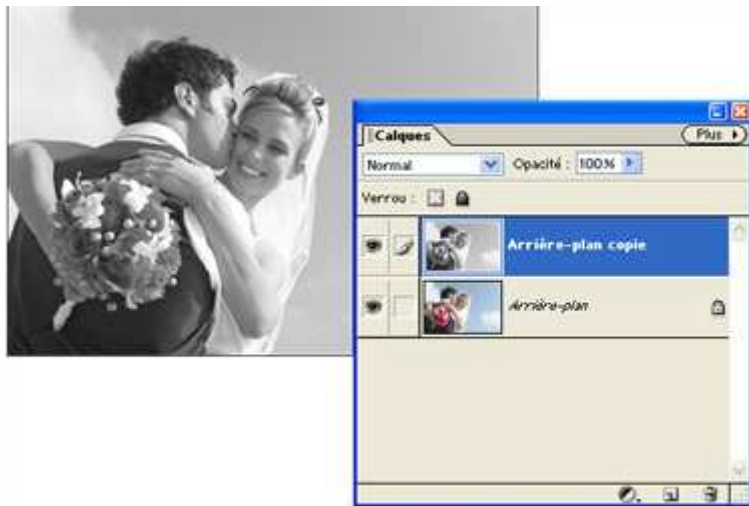 Calques
Plus
Normal
Opacité : 100%
Verrou :
Arrière-plan copie
Arrière-plan